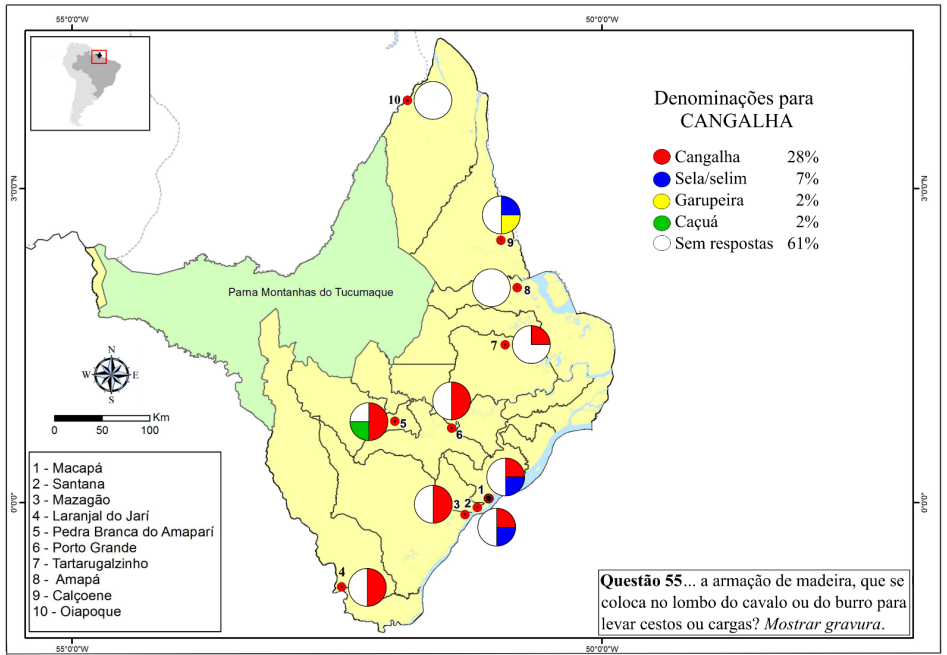 55°0'0"W
50°0'0"W
Denominações para
CANGALHA
Cangalha 28%
Sela/selim 7%
Garupeira 2%
Caçuá 2%
Sem respostas 61%
3°0'0"N
3°0'0"N
10
9
8
Parna Montanhas do Tucumaque
7
N
W E
S
5
6
Km
0 50 100
1
3 2
0°0'0"
0°0'0"
4
1 - Macapá
2 - Santana
3 - Mazagão
4 - Laranjal do Jarí
5 - Pedra Branca do Amaparí
6 - Porto Grande
7 - Tartarugalzinho
8 - Amapá
9 - Calçoene
10 - Oiapoque
Questão 55... a armação de madeira, que se
coloca no lombo do cavalo ou do burro para
levar cestos ou cargas? Mostrar gravura.
55°0'0"W
50°0'0"W